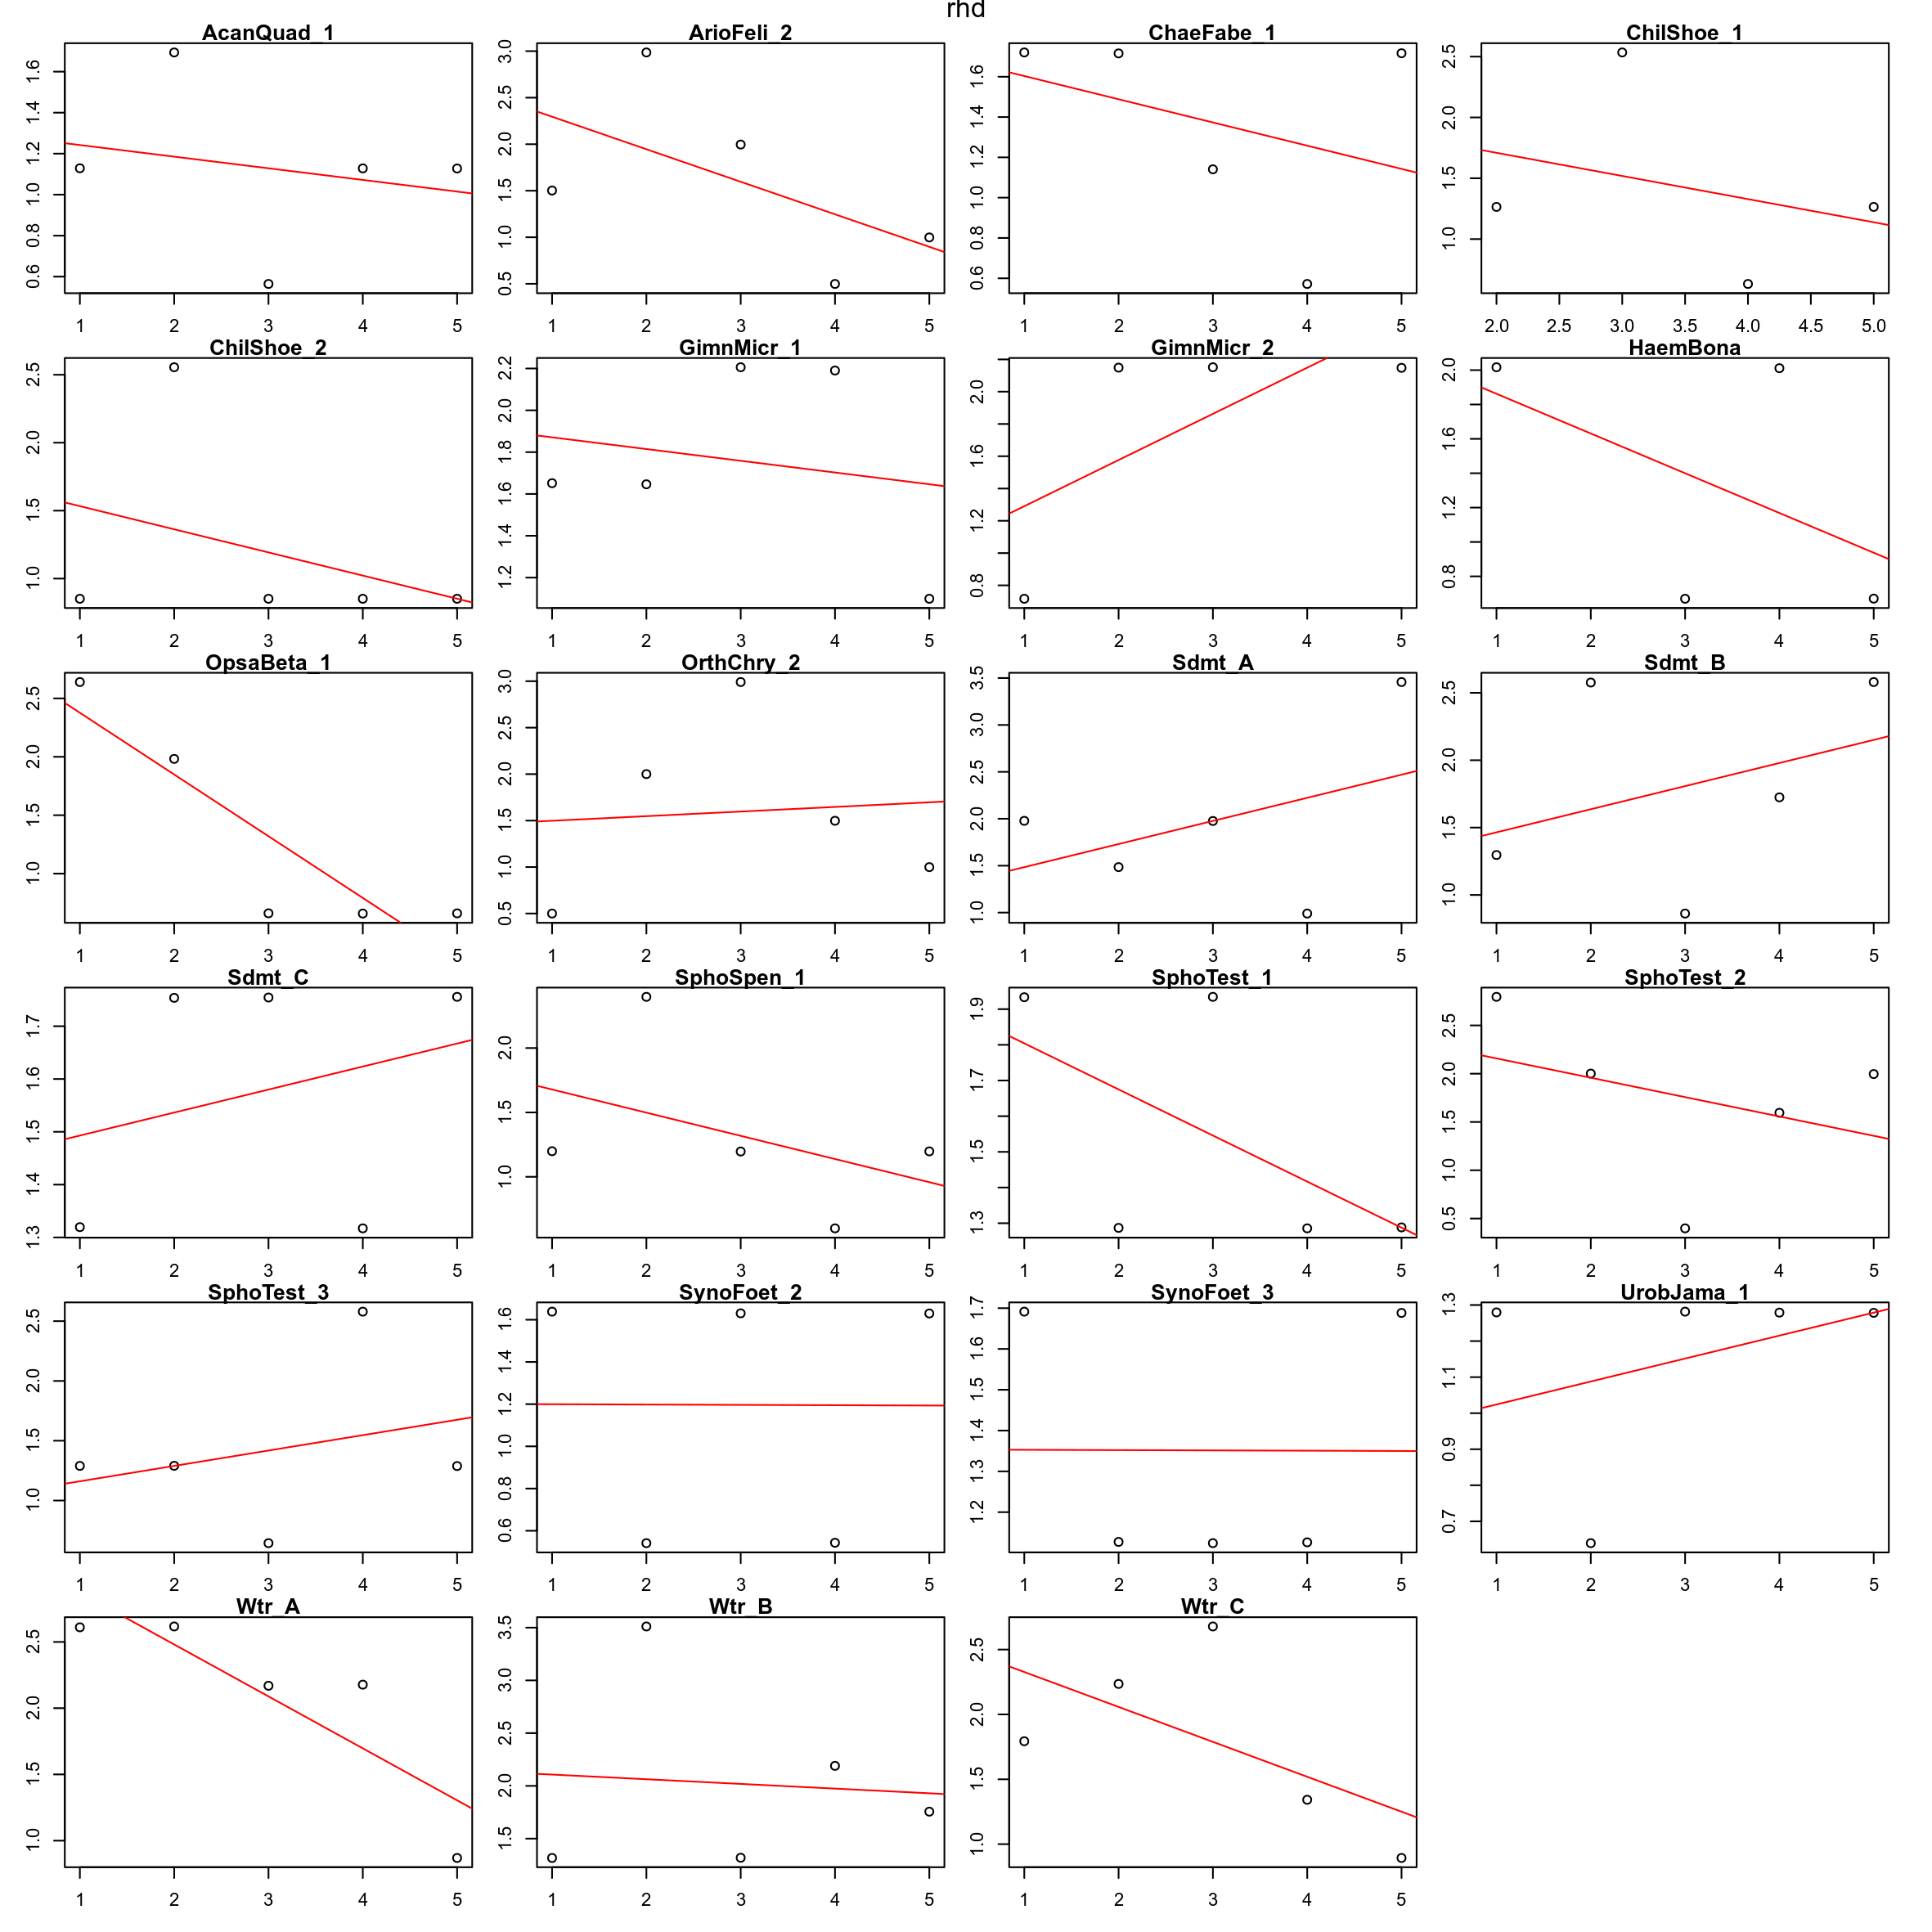 rhd
AcanQuad_1 ArioFeli_2 ChaeFabe_1 ChilShoe_1
0.6 0.8 1.0 1.2 1.4 1.6 0.5 1.0 1.5 2.0 2.5 3.0 0.6 0.8 1.0 1.2 1.4 1.6 1.0 1.5 2.0 2.5
1 2 3 4 5 1 2 3 4 5 1 2 3 4 5 2.0 2.5 3.0 3.5 4.0 4.5 5.0
ChilShoe_2 GimnMicr_1 GimnMicr_2 HaemBona
1.0 1.5 2.0 2.5 1.2 1.4 1.6 1.8 2.0 2.2 0.8 1.2 1.6 2.0 0.8 1.2 1.6 2.0
1 2 3 4 5 1 2 3 4 5 1 2 3 4 5 1 2 3 4 5
OpsaBeta_1 OrthChry_2 Sdmt_A Sdmt_B
1.0 1.5 2.0 2.5 0.5 1.0 1.5 2.0 2.5 3.0 1.0 1.5 2.0 2.5 3.0 3.5 1.0 1.5 2.0 2.5
1 2 3 4 5 1 2 3 4 5 1 2 3 4 5 1 2 3 4 5
Sdmt_C SphoSpen_1 SphoTest_1 SphoTest_2
1.3 1.4 1.5 1.6 1.7 1.0 1.5 2.0 1.3 1.5 1.7 1.9 0.5 1.0 1.5 2.0 2.5
1 2 3 4 5 1 2 3 4 5 1 2 3 4 5 1 2 3 4 5
SphoTest_3 SynoFoet_2 SynoFoet_3 UrobJama_1
1.0 1.5 2.0 2.5 0.6 0.8 1.0 1.2 1.4 1.6 1.2 1.3 1.4 1.5 1.6 1.7 0.7 0.9 1.1 1.3
1 2 3 4 5 1 2 3 4 5 1 2 3 4 5 1 2 3 4 5
Wtr_A Wtr_B Wtr_C
1.0 1.5 2.0 2.5 1.5 2.0 2.5 3.0 3.5 1.0 1.5 2.0 2.5
1 2 3 4 5 1 2 3 4 5 1 2 3 4 5